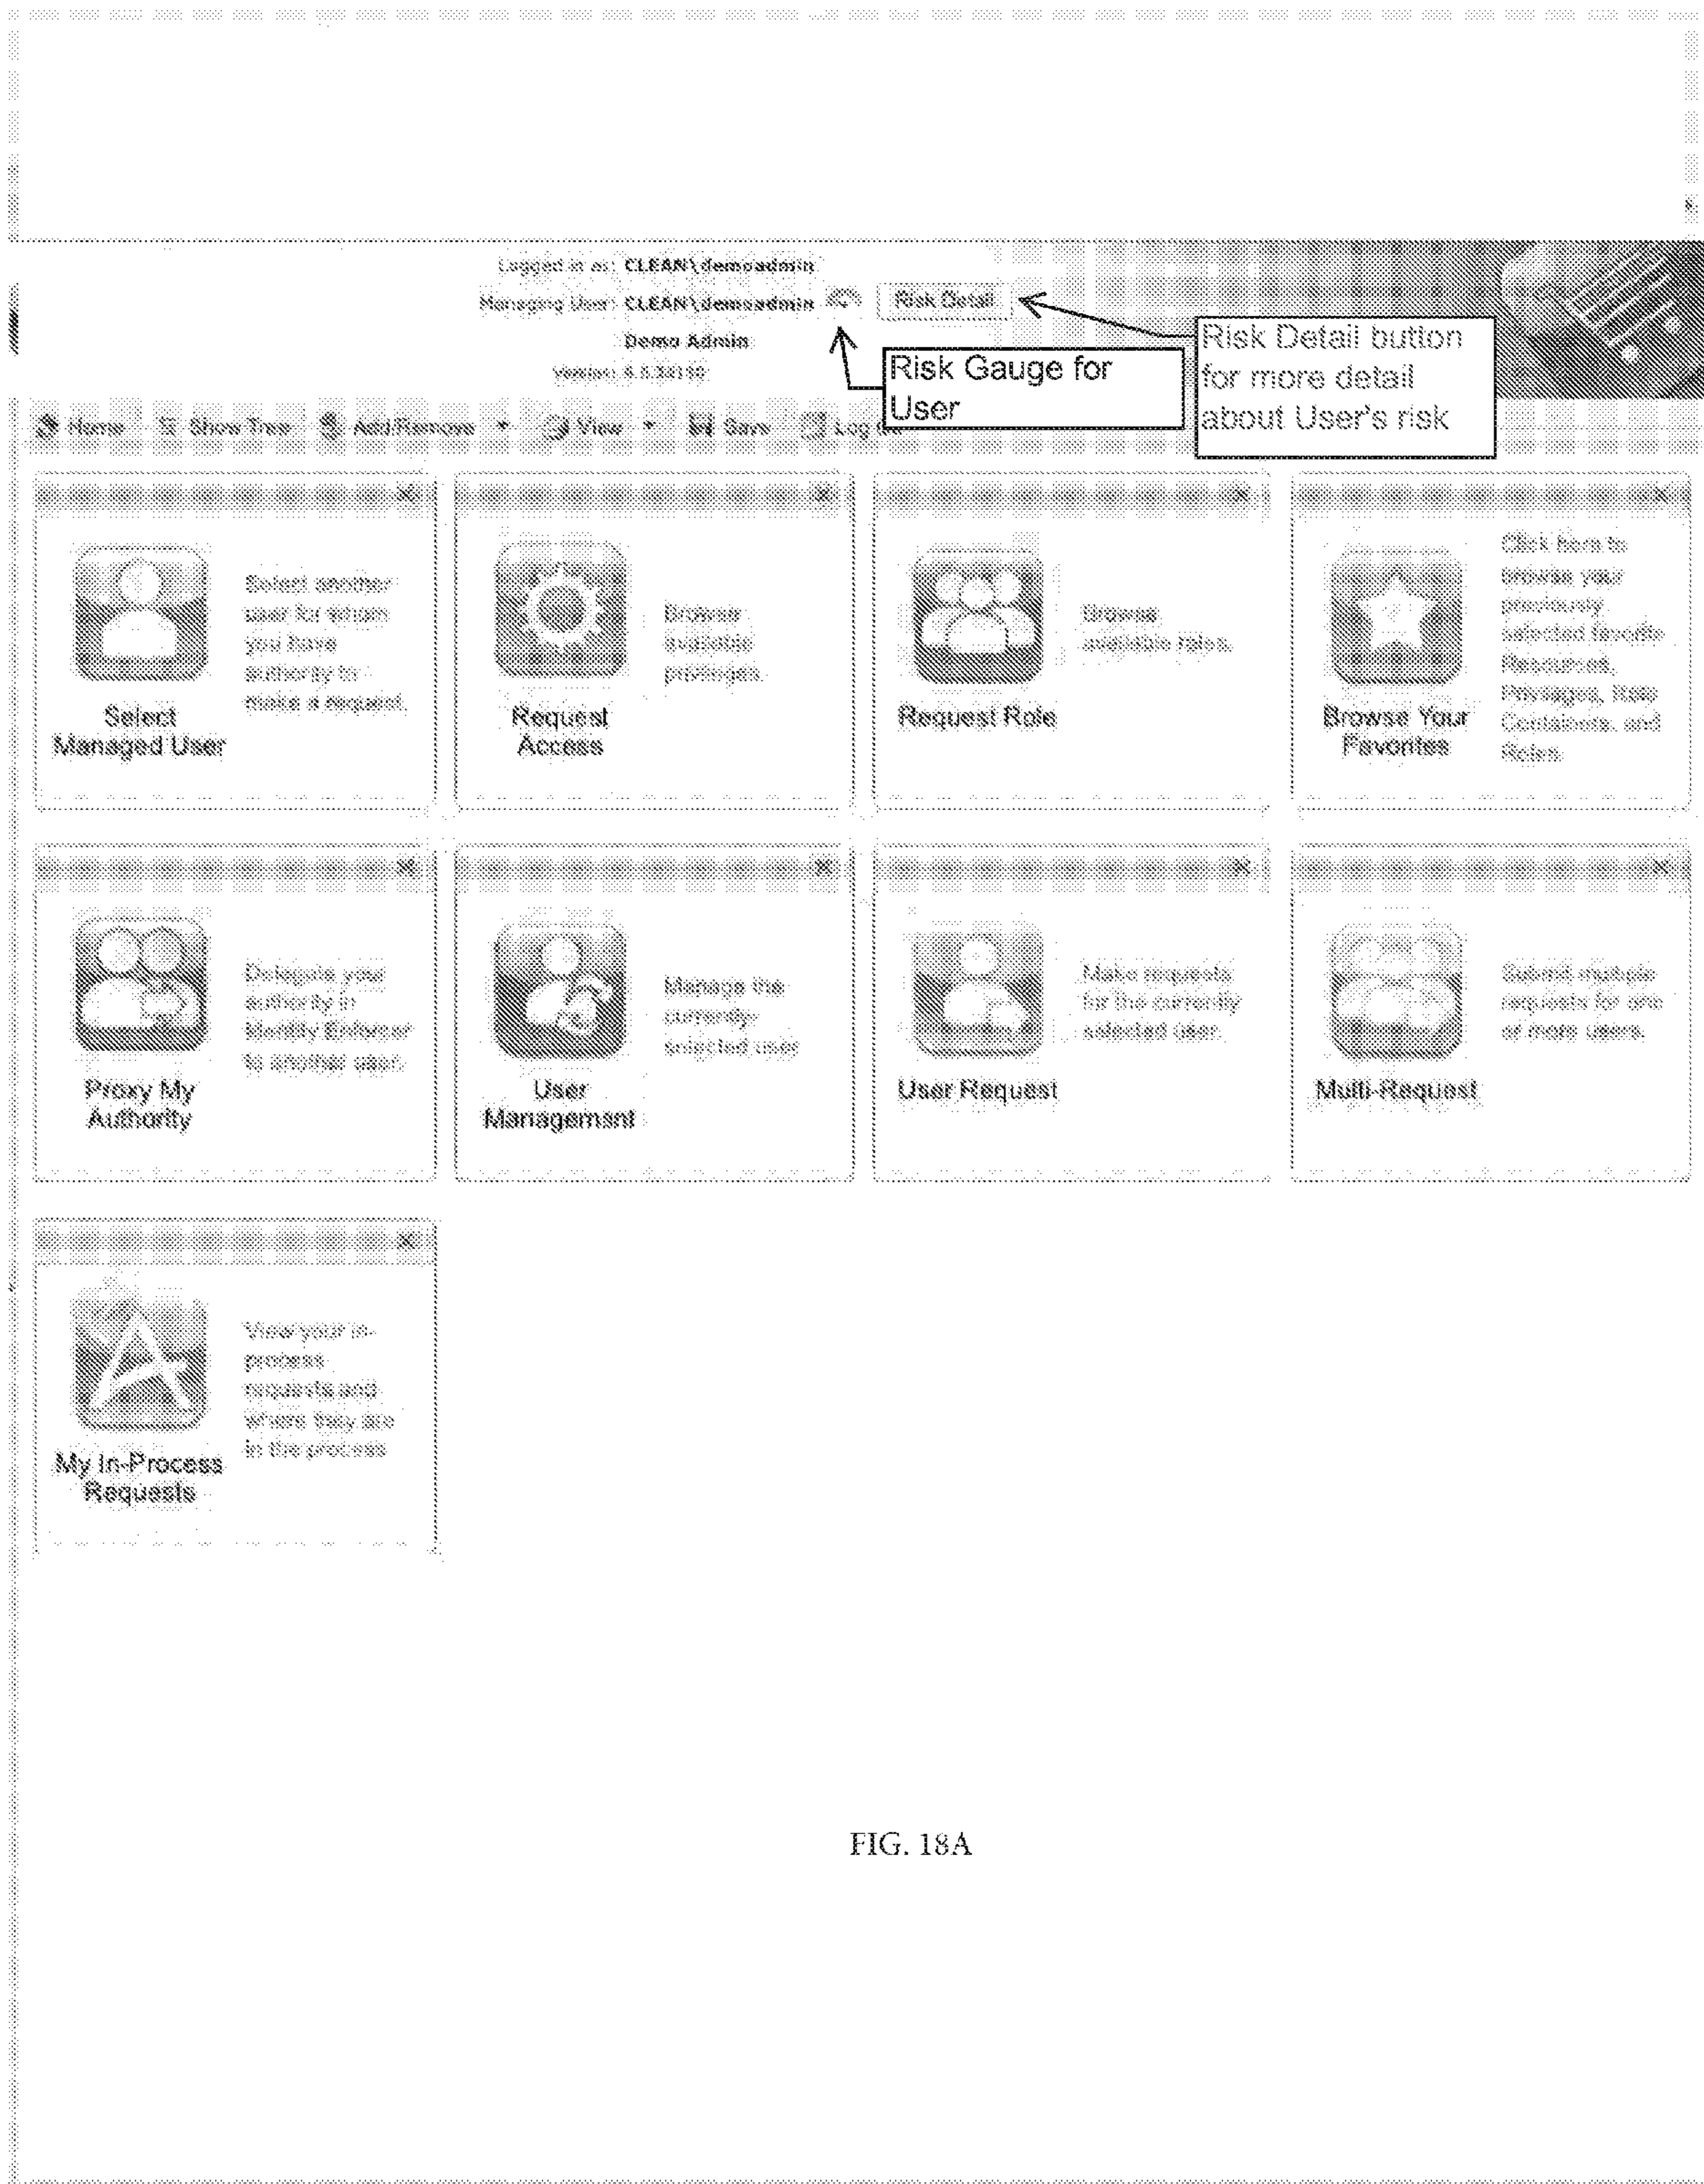 Logged in as: CLEAN\demoadmin
Managing User: CLEAN\demoadmin
Risk Detail
Demo Admin
Version:
Risk Gauge for
User
Risk Detail button
for more detail
about User's risk
Home Show Tree Add/Remove View Save Log
Select another
user for whom
you have
authority to
make a request.
Select
Managed User
Browse
available
privileges.
Request
Access
Browse
available roles.
Request Role
Click here to
browse your
previously
selected favorite
Resources,
Privileges, Role
Containers, and
Roles.
Browse Your
Favorites
Delegate your
authority in
Identity Enforcer
to another user.
Proxy My
Authority
Manage the
currently-
selected user
User
Management
Make requests
for the currently
selected user.
User Request
Submit multiple
requests for one
or more users.
Multi-Request
View your in-
process
requests and
where they are
in the process
My In-Process
Requests
FIG. 18A